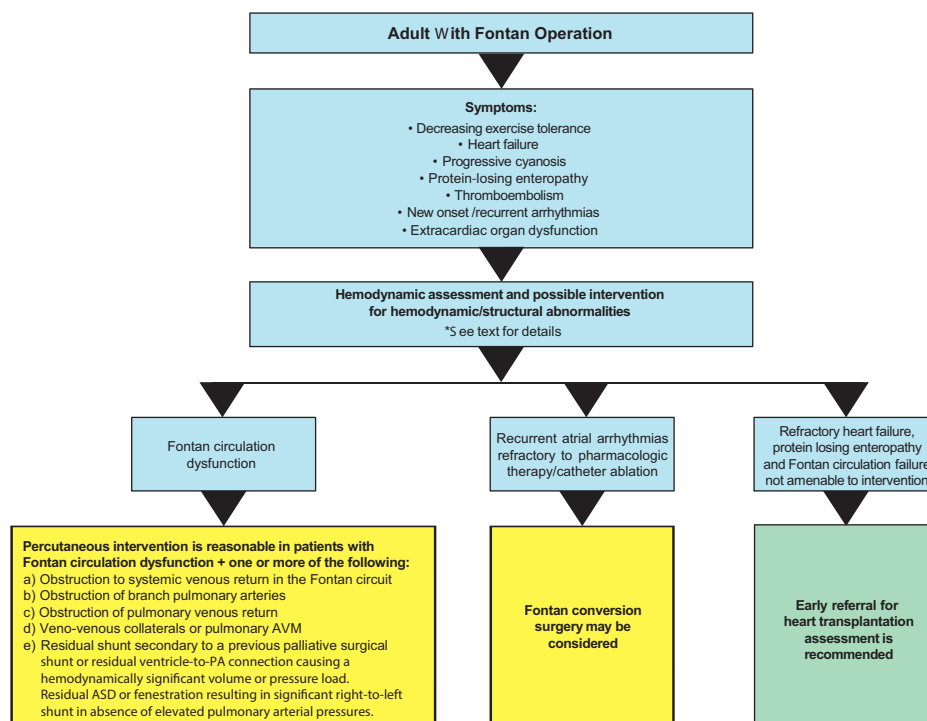 Adult With Fontan Operation
Symptoms:
• Decreasing exercise tolerance
• Heart failure
• Progressive cyanosis
• Protein-losing enteropathy
• Thromboembolism
• New onset /recurrent arrhythmias
• Extracardiac organ dysfunction
Hemodynamic assessment and possible intervention
for hemodynamic/structural abnormalities
*S ee text for details
Fontan circulation
dysfunction
Recurrent atrial arrhythmias
refractory to pharmacologic
therapy/catheter ablation
Refractory heart failure,
protein losing enteropathy
and Fontan circulation failure
not amenable to intervention
Percutaneous intervention is reasonable in patients with
Fontan circulation dysfunction + one or more of the following:
a) Obstruction to systemic venous return in the Fontan circuit
b) Obstruction of branch pulmonary arteries
c) Obstruction of pulmonary venous return
d) Veno-venous collaterals or pulmonary AVM
e) Residual shunt secondary to a previous palliative surgical
shunt or residual ventricle-to-PA connection causing a
hemodynamically significant volume or pressure load.
Residual ASD or fenestration resulting in significant right-to-left
shunt in absence of elevated pulmonary arterial pressures.
Fontan conversion
surgery may be
considered
Early referral for
heart transplantation
assessment is
recommended